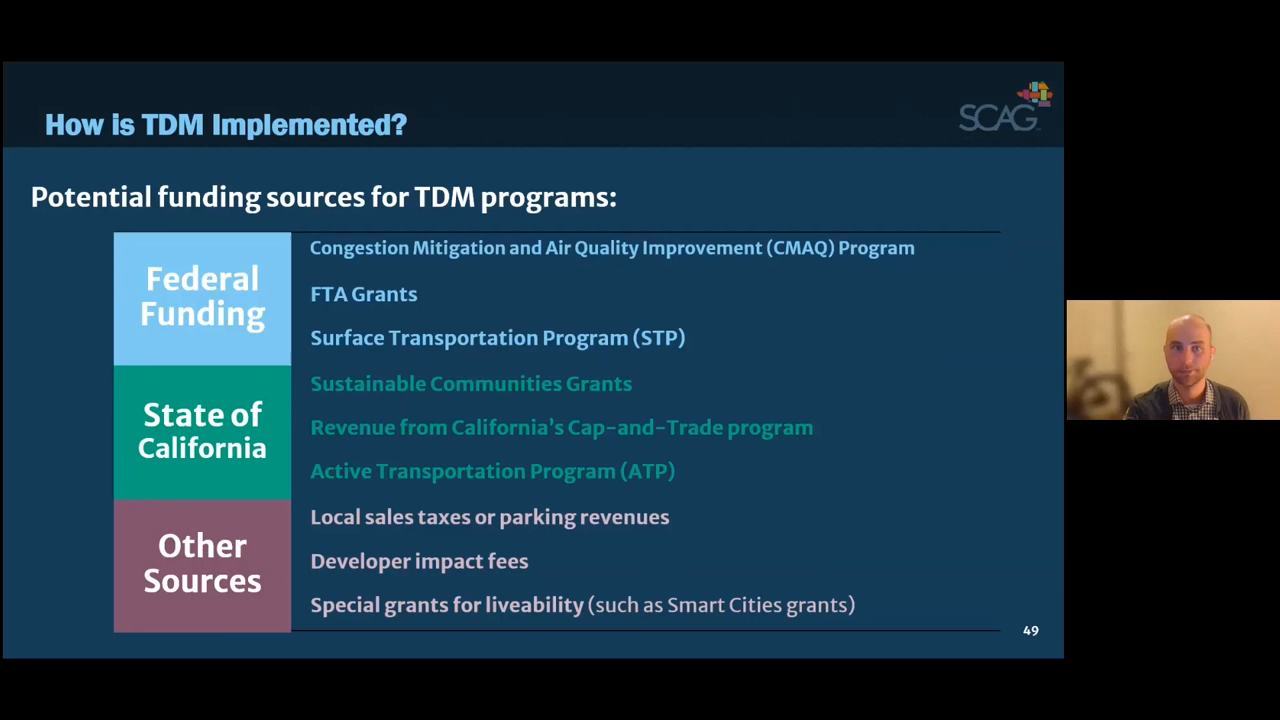 How is TDM Implemented?
SCAG
Potential funding sources for TDM programs:
Federal
Funding
Congestion Mitigation and Air Quality Improvement (CMAQ) Program
FTA Grants
Surface Transportation Program (STP)
State of
California
Sustainable Communities Grants
Revenue from California’s Cap-and-Trade program
Active Transportation Program (ATP)
Other
Sources
Local sales taxes or parking revenues
Developer impact fees
Special grants for liveability (such as Smart Cities grants)
49